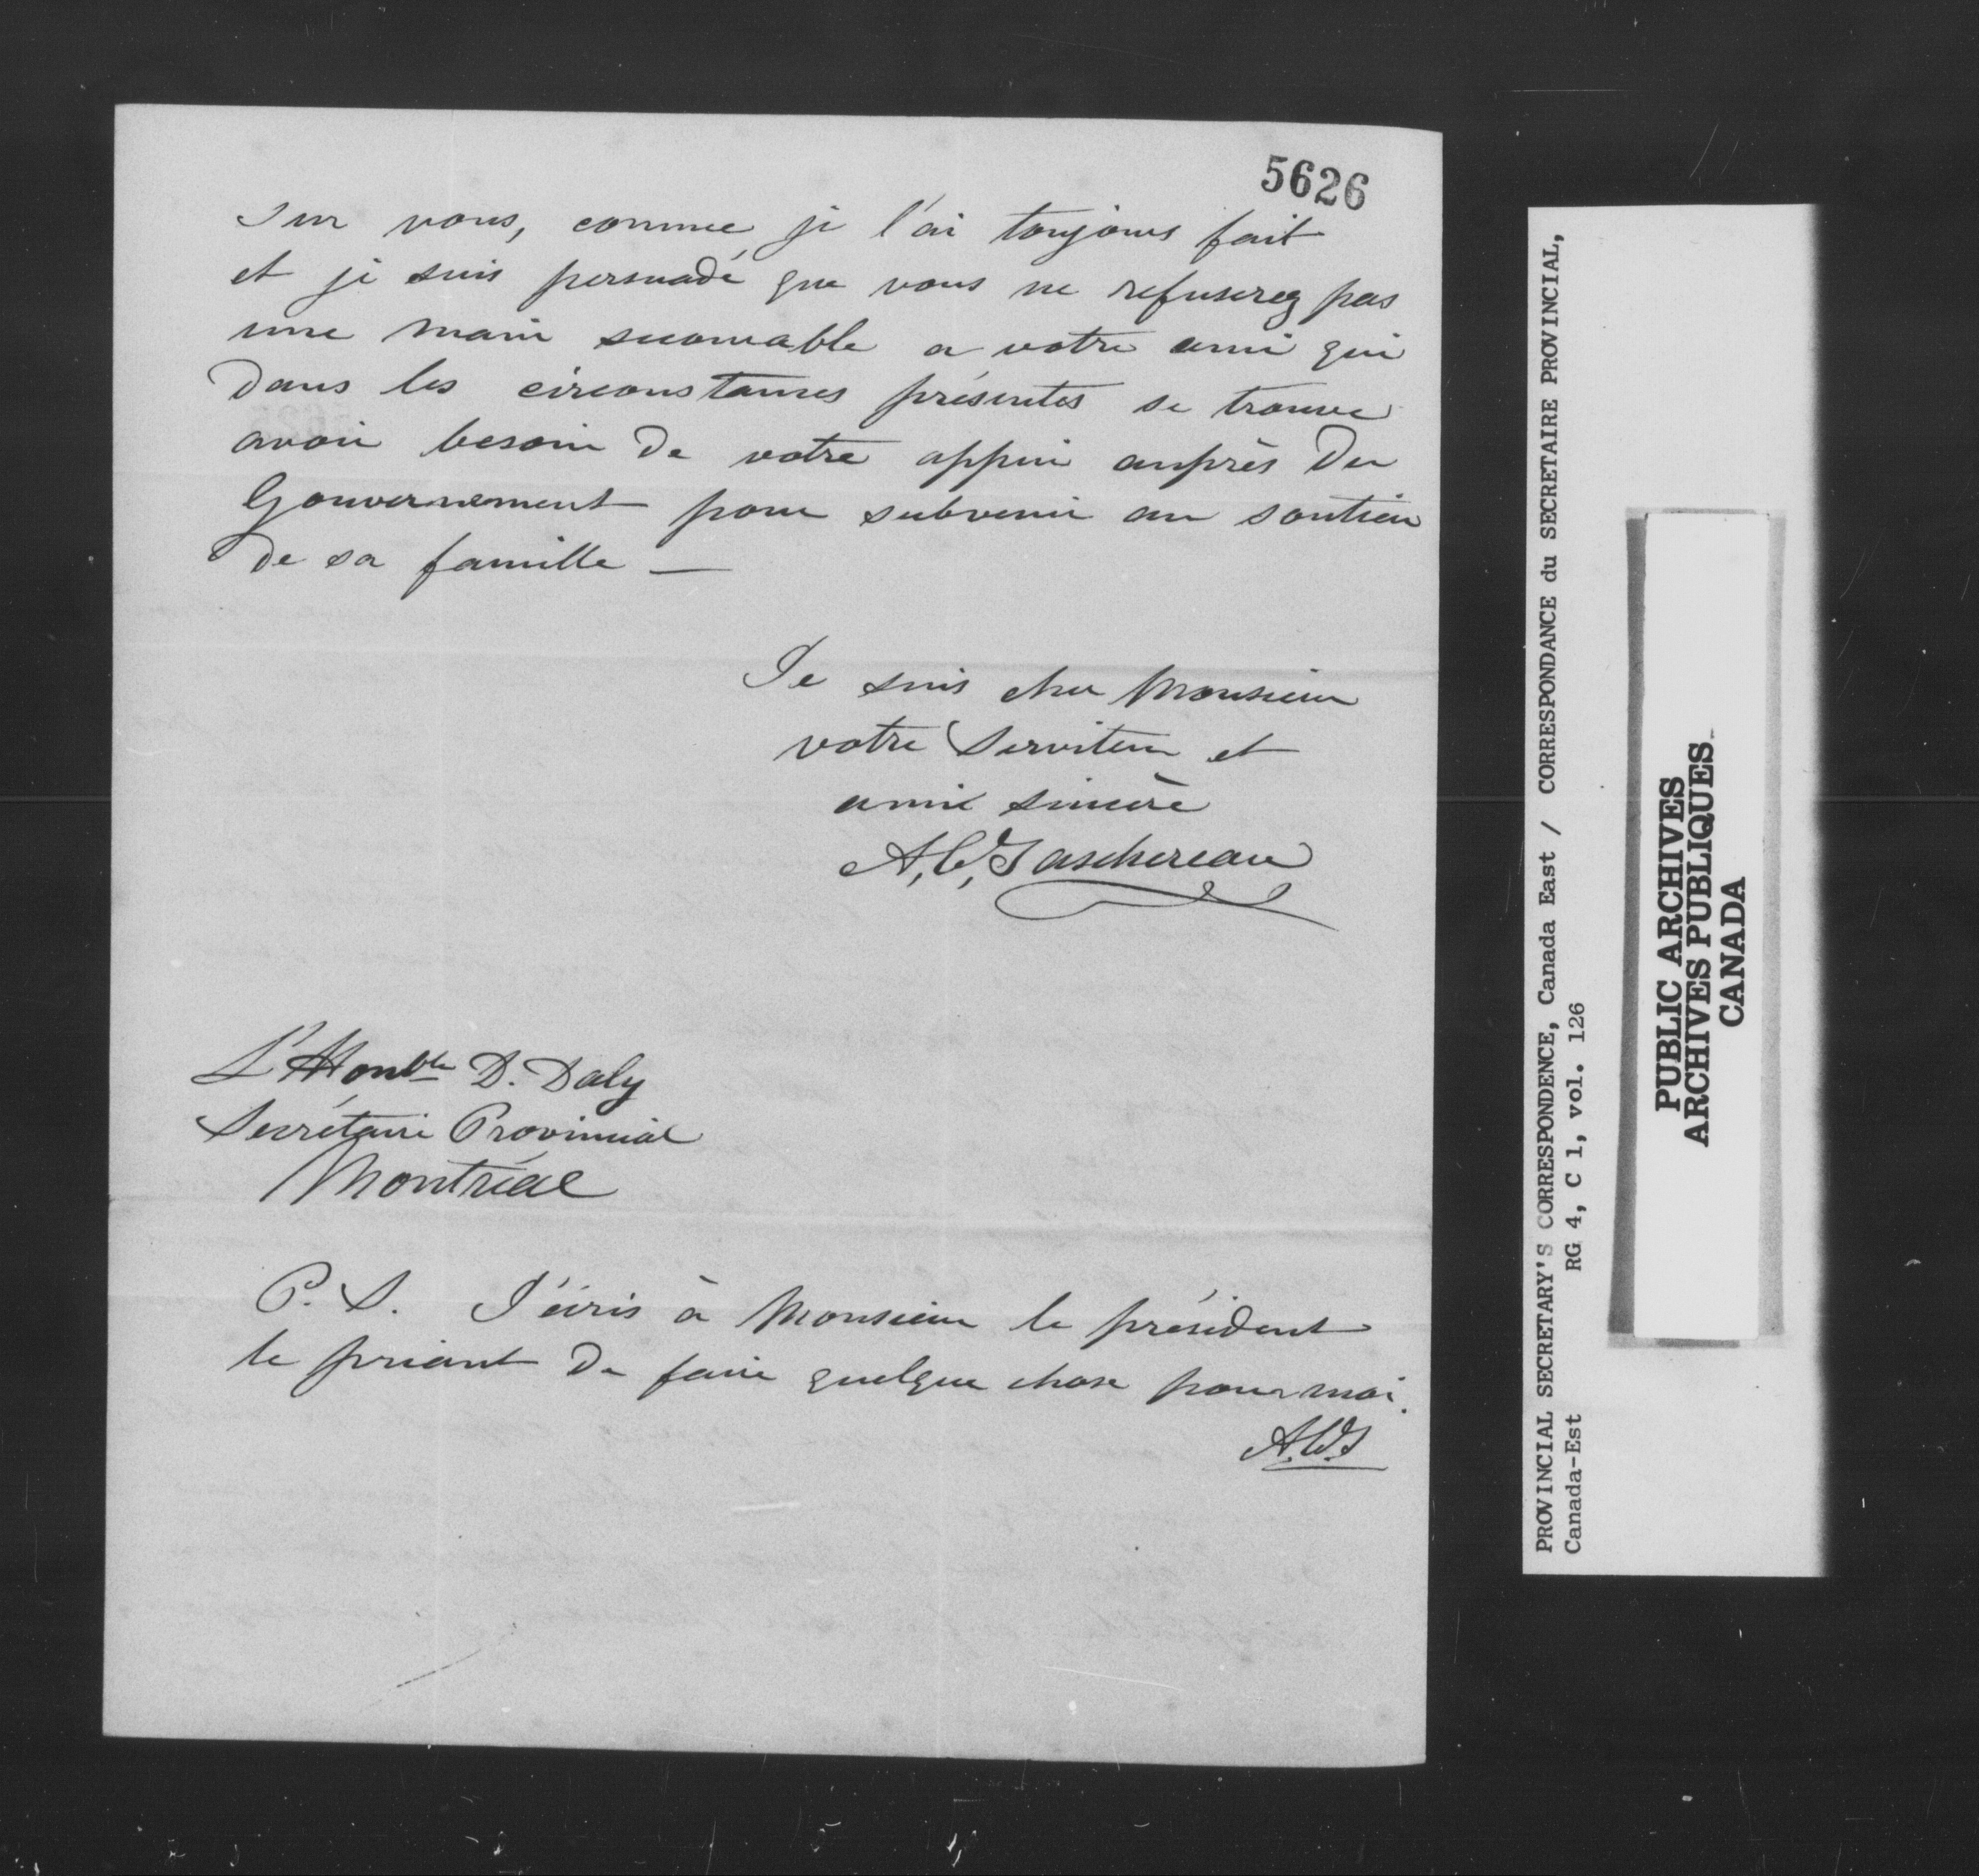 5626
sur vous, comme je l'ai toujours fait
et je suis persuadé que vous ne refuserez pas
une main secourable a votre ami qui
dans les circonstances présentes se trouve
avoir besoin de votre appui auprès du
Gouvernement pour subvenir au soutien
de sa famille —
Je suis cher Monsieur
votre Serviteur et
ami sincère
A, C, Taschereau
L'Honble D. Daly
Secrétaire Provincial
Montréal
P. S. J'écris à Monsieur le président
le priant de faire quelque chose pour moi.
A.C.T
PROVINCIAL SECRETARY'S CORRESPONDENCE, Canada East / CORRESPONDANCE du SECRETAIRE PROVINCIAL,
Canada-Est RG 4, C 1, vol. 126
PUBLIC ARCHIVES
ARCHIVES PUBLIQUES
CANADA